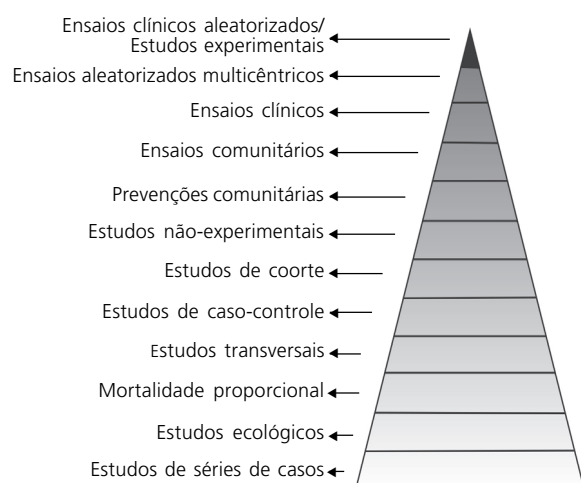 Ensaios clínicos aleatorizados/
Estudos experimentais
Ensaios aleatorizados multicêntricos
Ensaios clínicos
Ensaios comunitários
Prevenções comunitárias
Estudos não-experimentais
Estudos de coorte
Estudos de caso-controle
Estudos transversais
Mortalidade proporcional
Estudos ecológicos
Estudos de séries de casos